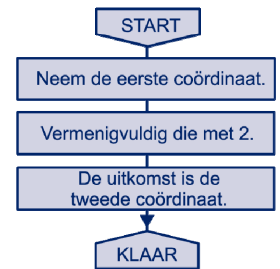 START
Neem de eerste coördinaat.
Vermenigvuldig die met 2.
De uitkomst is de
tweede coördinaat.
KLAAR